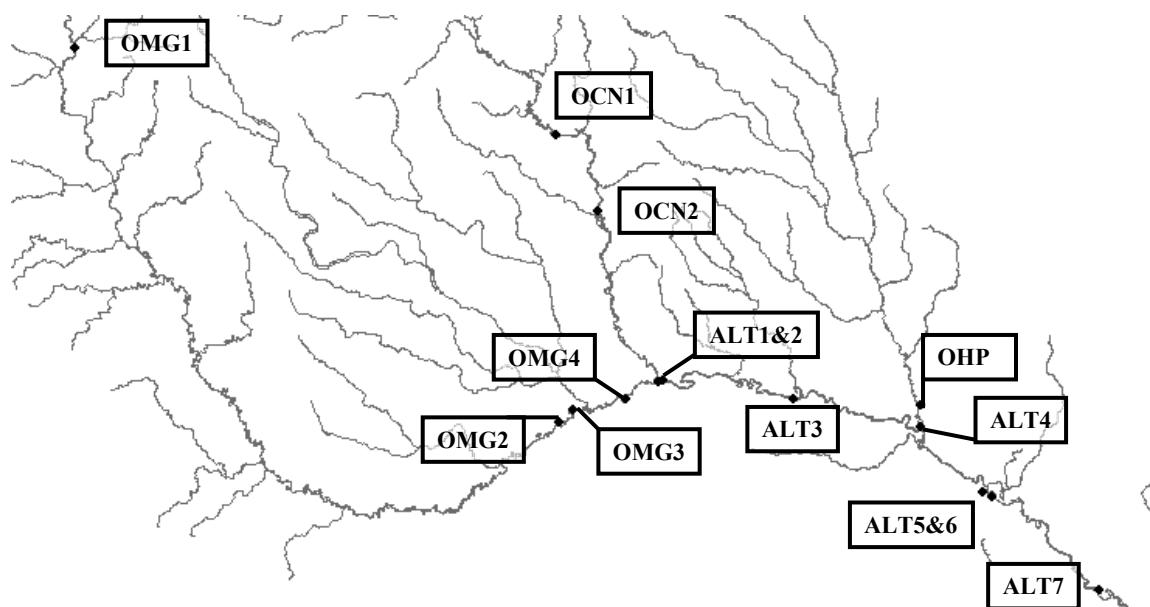 OMG1
OCN1
OCN2
ALT1&2
OMG4
OHP
ALT3
ALT4
OMG2
OMG3
ALT5&6
ALT7